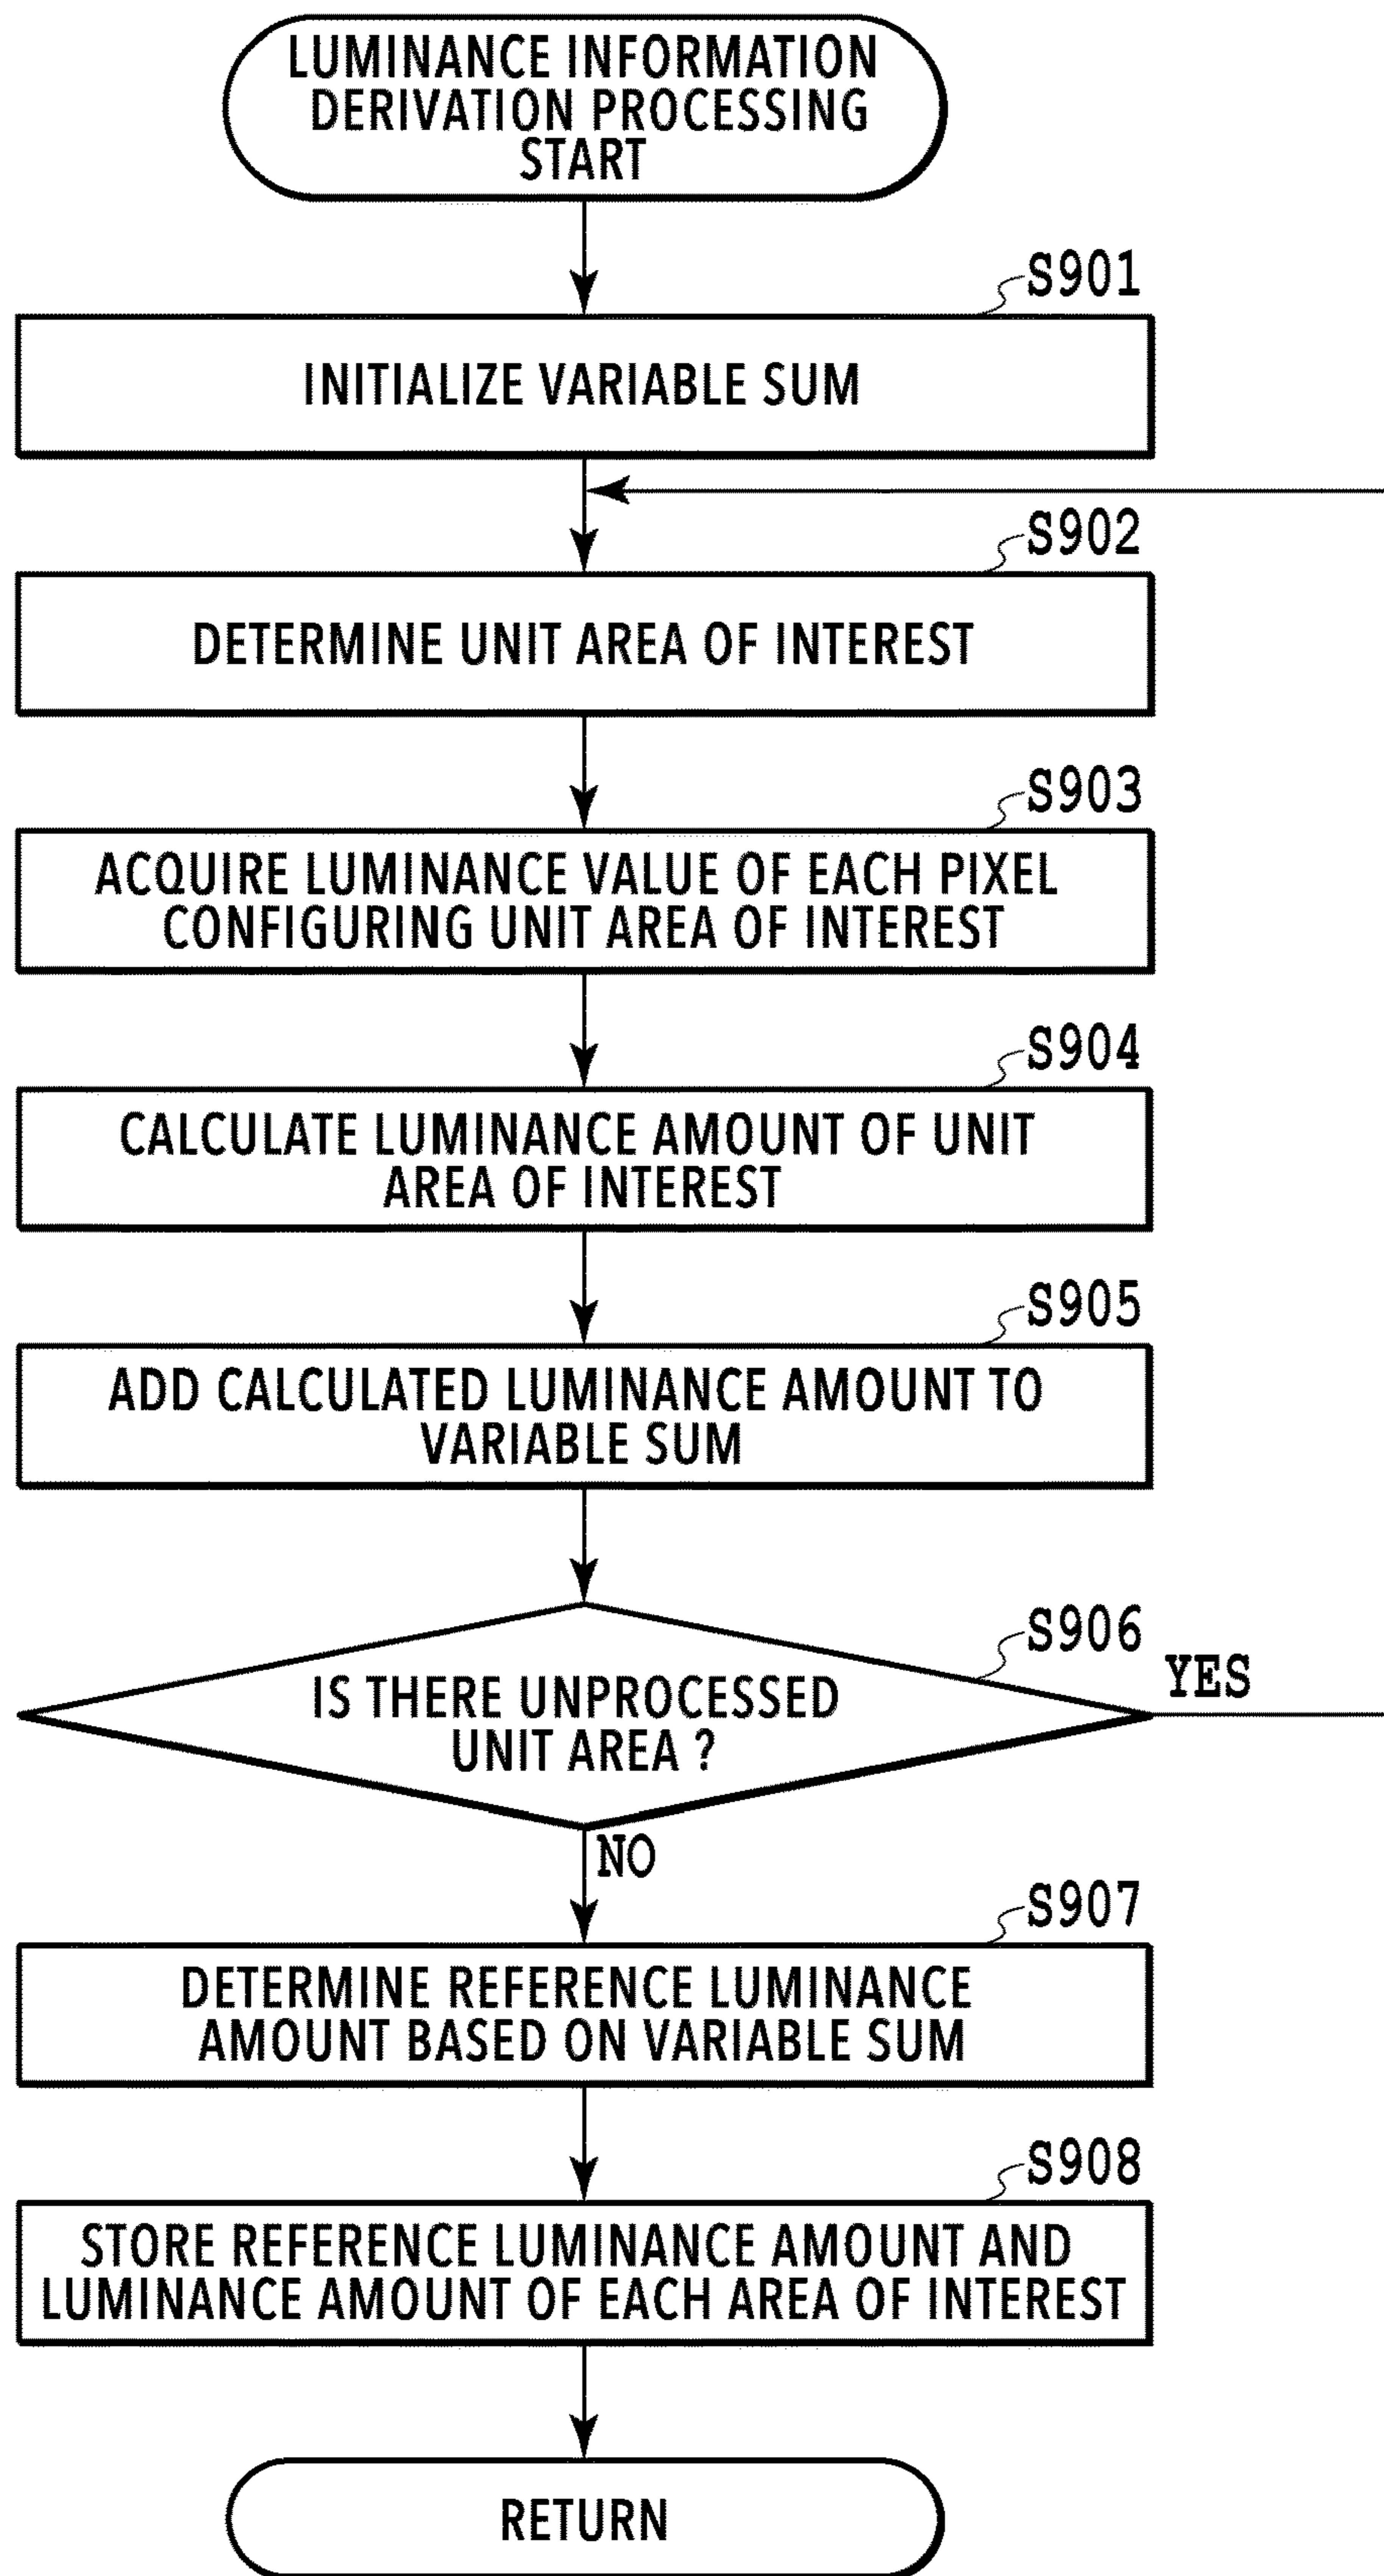 LUMINANCE INFORMATION
DERIVATION PROCESSING
START
S901
INITIALIZE VARIABLE SUM
S902
DETERMINE UNIT AREA OF INTEREST
S903
ACQUIRE LUMINANCE VALUE OF EACH PIXEL
CONFIGURING UNIT AREA OF INTEREST
S904
CALCULATE LUMINANCE AMOUNT OF UNIT
AREA OF INTEREST
S905
ADD CALCULATED LUMINANCE AMOUNT TO
VARIABLE SUM
S906
IS THERE UNPROCESSED
UNIT AREA ?
YES
NO
S907
DETERMINE REFERENCE LUMINANCE
AMOUNT BASED ON VARIABLE SUM
S908
STORE REFERENCE LUMINANCE AMOUNT AND
LUMINANCE AMOUNT OF EACH AREA OF INTEREST
RETURN